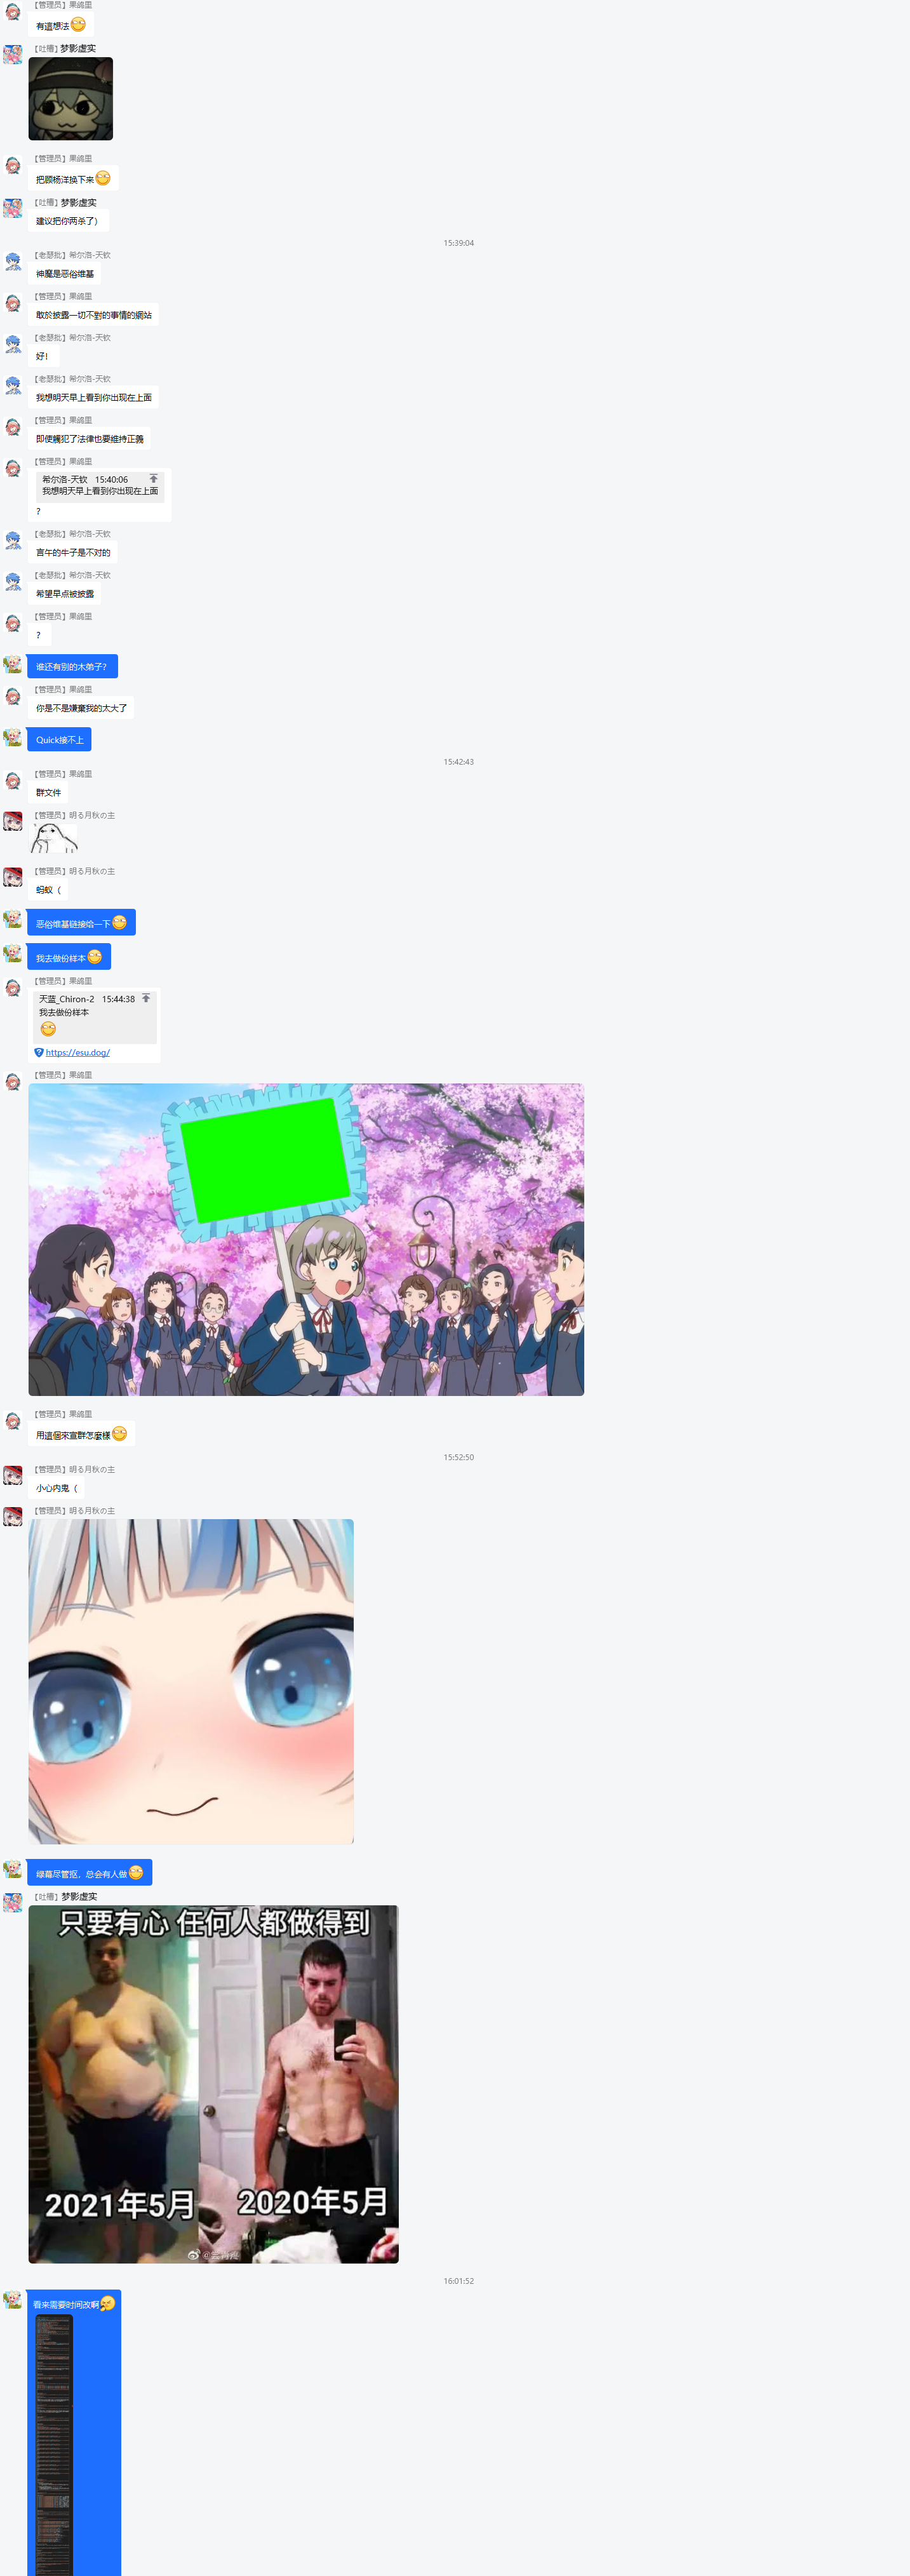 【管理员】果鳉里
有這想法
【吐槽】梦影虚实
【管理员】果鳉里
把顾杨洋换下来
【吐槽】梦影虚实
建议把你两杀了）
15:39:04
【老瑟批】希尔洛-天钦
神魔是恶俗维基
【管理员】果鳉里
敢於披露一切不對的事情的網站
【老瑟批】希尔洛-天钦
好！
【老瑟批】希尔洛-天钦
我想明天早上看到你出现在上面
【管理员】果鳉里
即使觸犯了法律也要維持正義
【管理员】果鳉里
希尔洛-天钦 15:40:06
我想明天早上看到你出现在上面
？
【老瑟批】希尔洛-天钦
言午的牛子是不对的
【老瑟批】希尔洛-天钦
希望早点被披露
【管理员】果鳉里
？
谁还有别的木弟子？
【管理员】果鳉里
你是不是嫌棄我的太大了
Quick接不上
15:42:43
【管理员】果鳉里
群文件
【管理员】明る月秋の主
【管理员】明る月秋の主
蚂蚁（
恶俗维基链接给一下
我去做份样本
【管理员】果鳉里
天蓝_Chiron-2 15:44:38
我去做份样本
https://esu.dog/
【管理员】果鳉里
【管理员】果鳉里
用這個來宣群怎麼樣
15:52:50
【管理员】明る月秋の主
小心内鬼（
【管理员】明る月秋の主
绿幕尽管抠，总会有人做
【吐槽】梦影虚实
只要有心 任何人都做得到
2021年5月
2020年5月
16:01:52
看来需要时间改啊